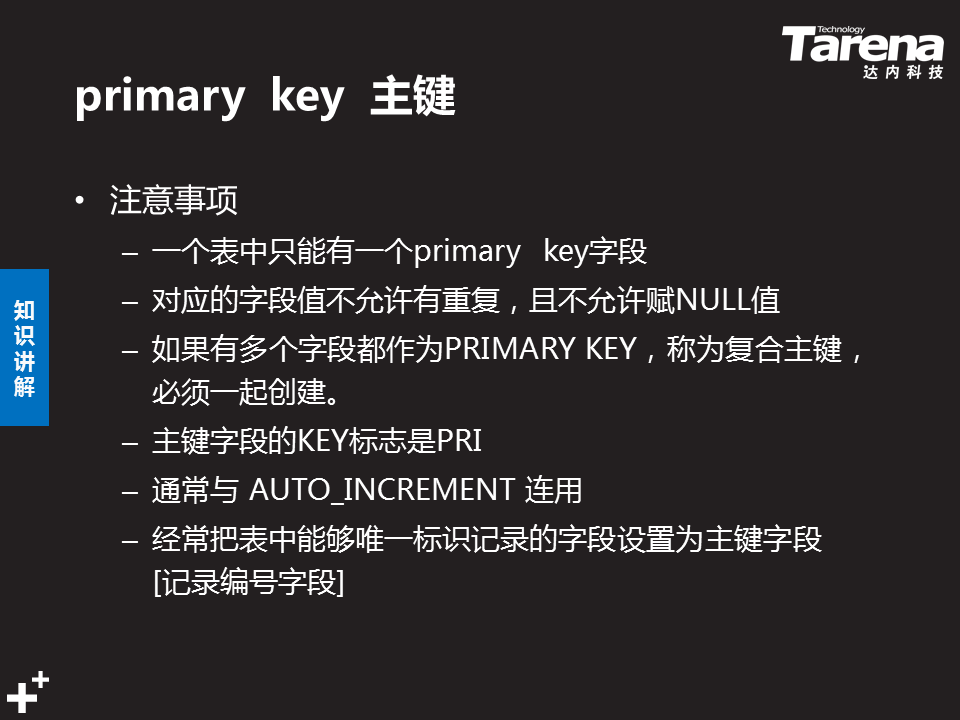 Technology
Tarena
达内科技
primary key 主键
• 注意事项
– 一个表中只能有一个primary key字段
– 对应的字段值不允许有重复，且不允许赋NULL值
– 如果有多个字段都作为PRIMARY KEY，称为复合主键，
必须一起创建。
– 主键字段的KEY标志是PRI
– 通常与 AUTO_INCREMENT 连用
– 经常把表中能够唯一标识记录的字段设置为主键字段
[记录编号字段]
知
识
讲
解